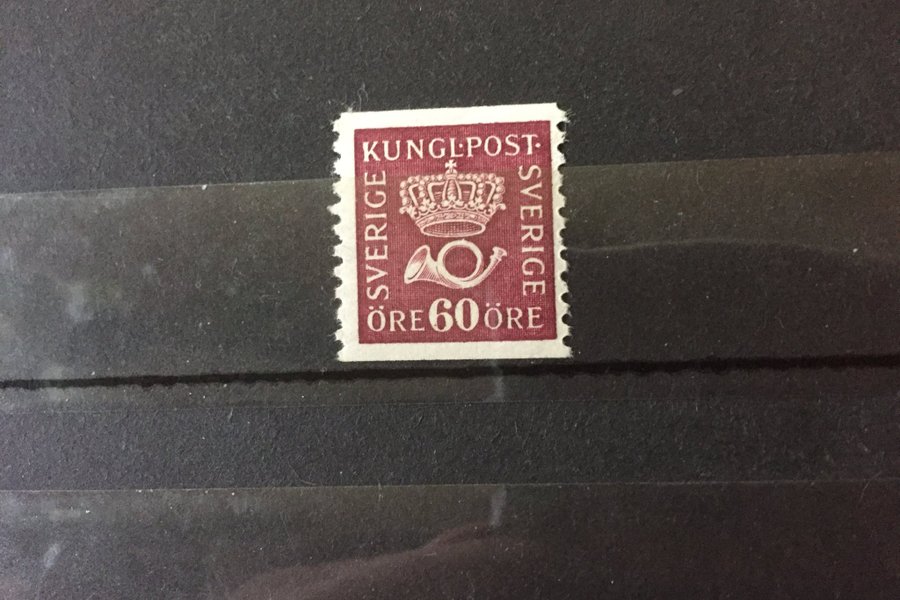 KUNGL·POST·
SVERIGE
SVERIGE
ÖRE 60 ÖRE